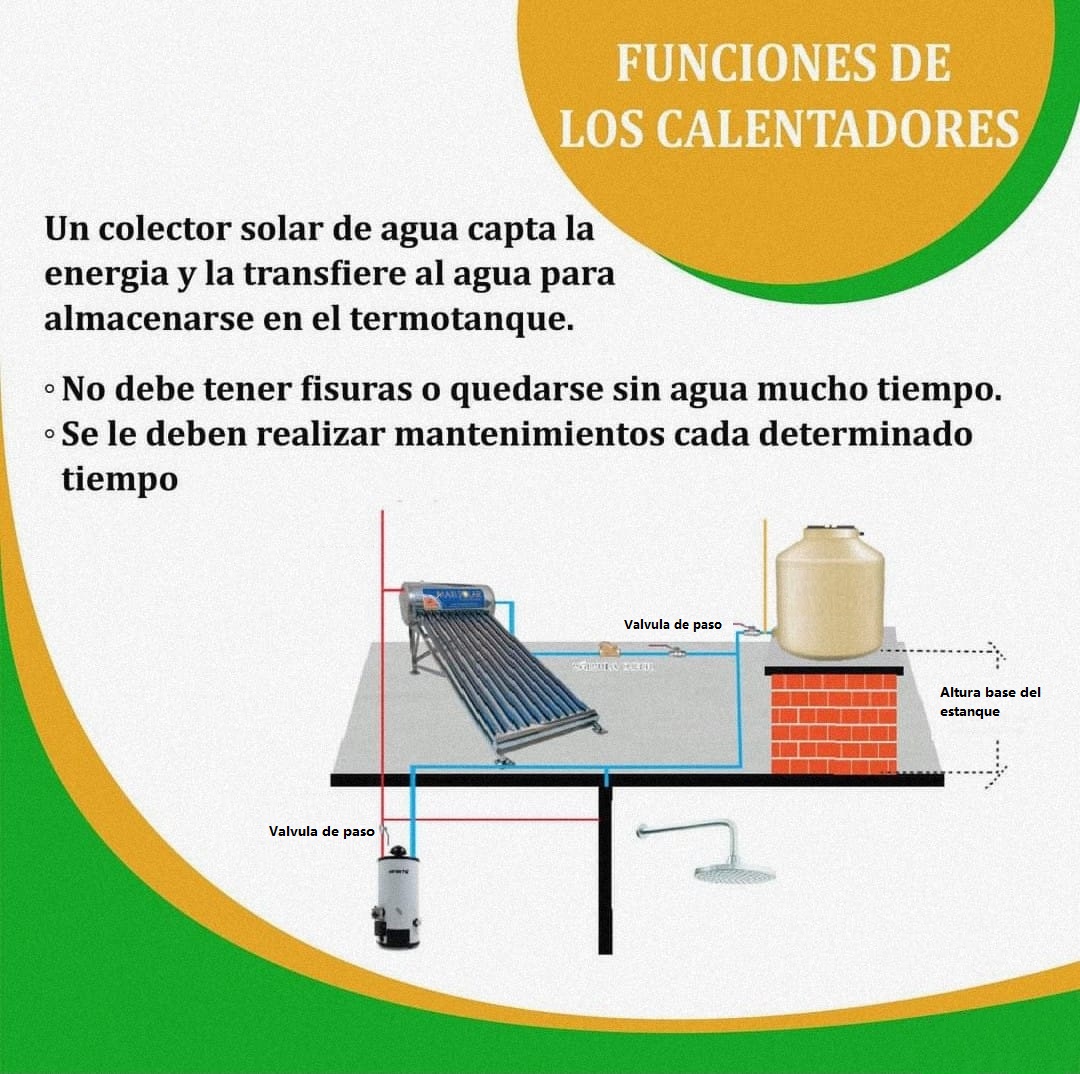 FUNCIONES DE
LOS CALENTADORES
Un colector solar de agua capta la
energia y la transfiere al agua para
almacenarse en el termotanque.
◦ No debe tener fisuras o quedarse sin agua mucho tiempo.
◦ Se le deben realizar mantenimientos cada determinado
tiempo
Valvula de paso
Altura base del
estanque
Valvula de paso